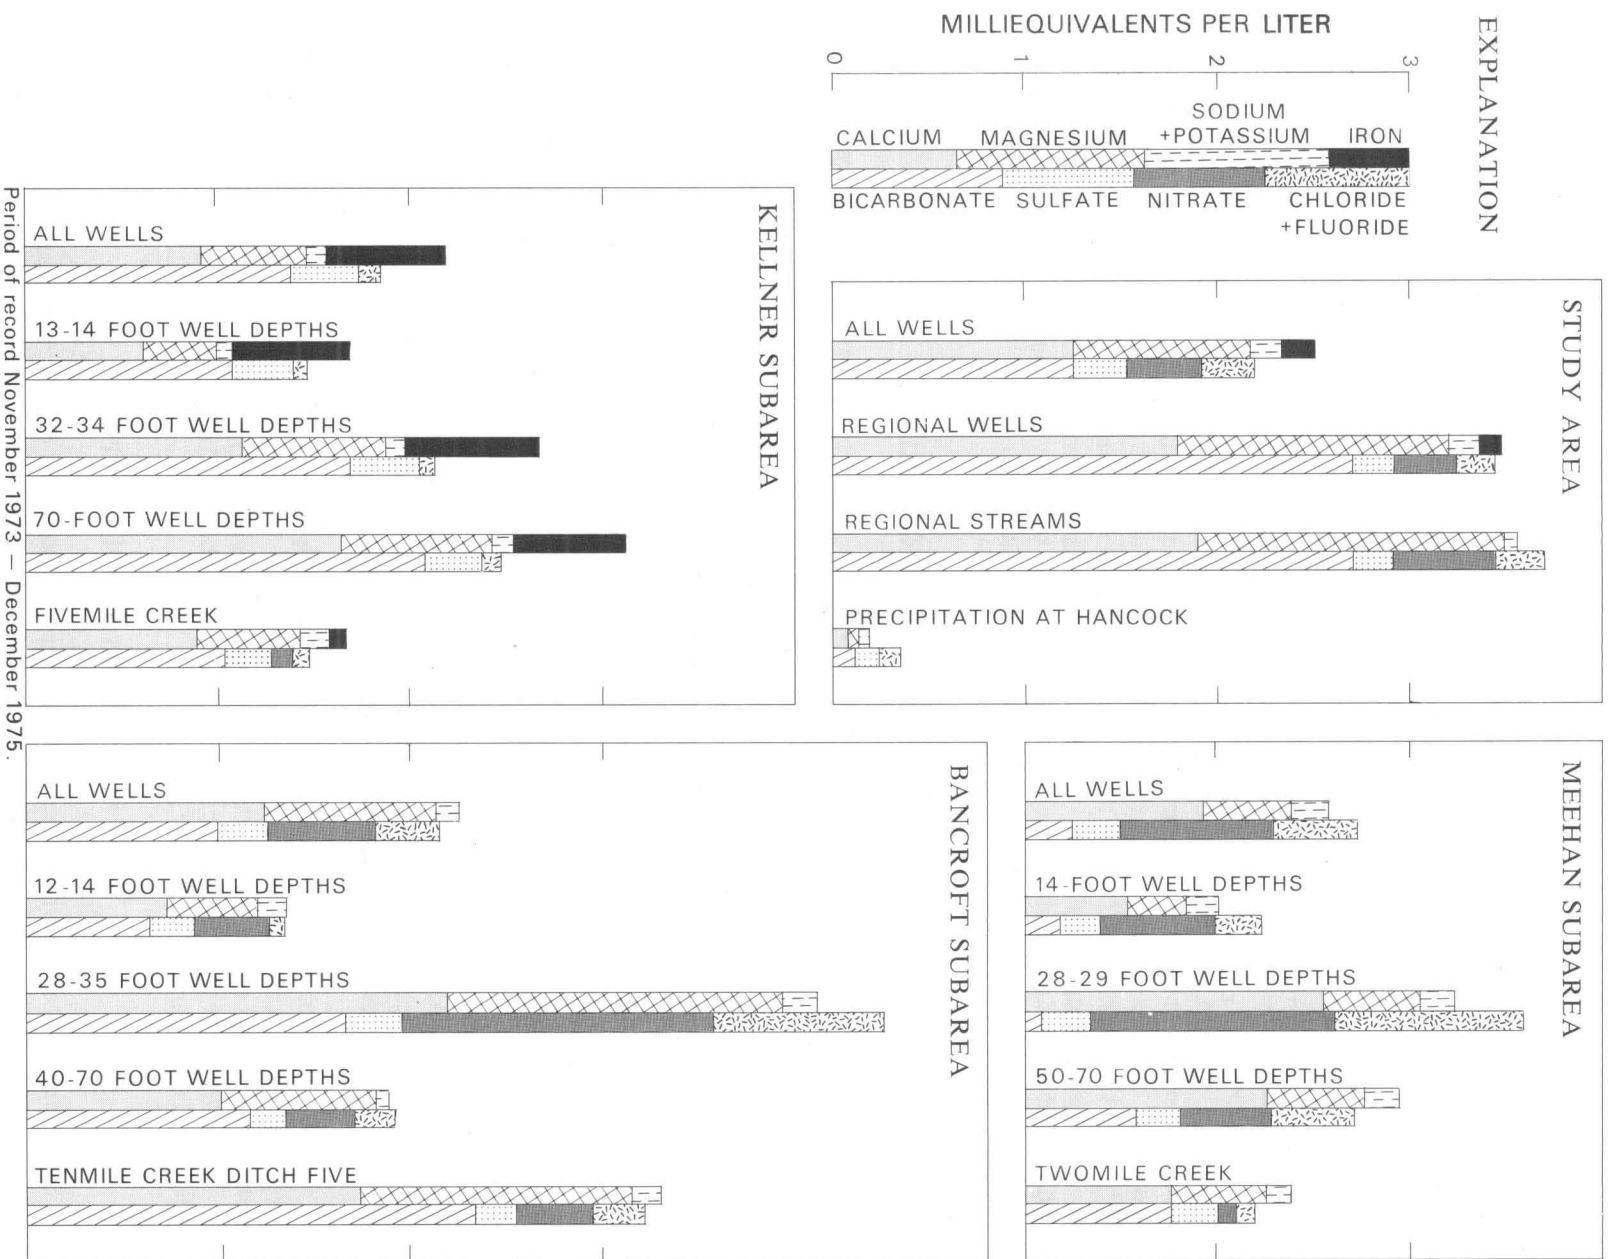 EXPLANATION
MILLIEQUIVALENTS PER LITER
0 1 2 3
SODIUM
CALCIUM MAGNESIUM +POTASSIUM IRON
BICARBONATE SULFATE NITRATE CHLORIDE
+FLUORIDE
STUDY AREA
ALL WELLS
REGIONAL WELLS
REGIONAL STREAMS
PRECIPITATION AT HANCOCK
KELLNER SUBAREA
ALL WELLS
13-14 FOOT WELL DEPTHS
32-34 FOOT WELL DEPTHS
70-FOOT WELL DEPTHS
FIVEMILE CREEK
BANCROFT SUBAREA
ALL WELLS
12-14 FOOT WELL DEPTHS
28-35 FOOT WELL DEPTHS
40-70 FOOT WELL DEPTHS
TENMILE CREEK DITCH FIVE
MEEHAN SUBAREA
ALL WELLS
14-FOOT WELL DEPTHS
28-29 FOOT WELL DEPTHS
50-70 FOOT WELL DEPTHS
TWOMILE CREEK
Period of record November 1973 — December 1975.